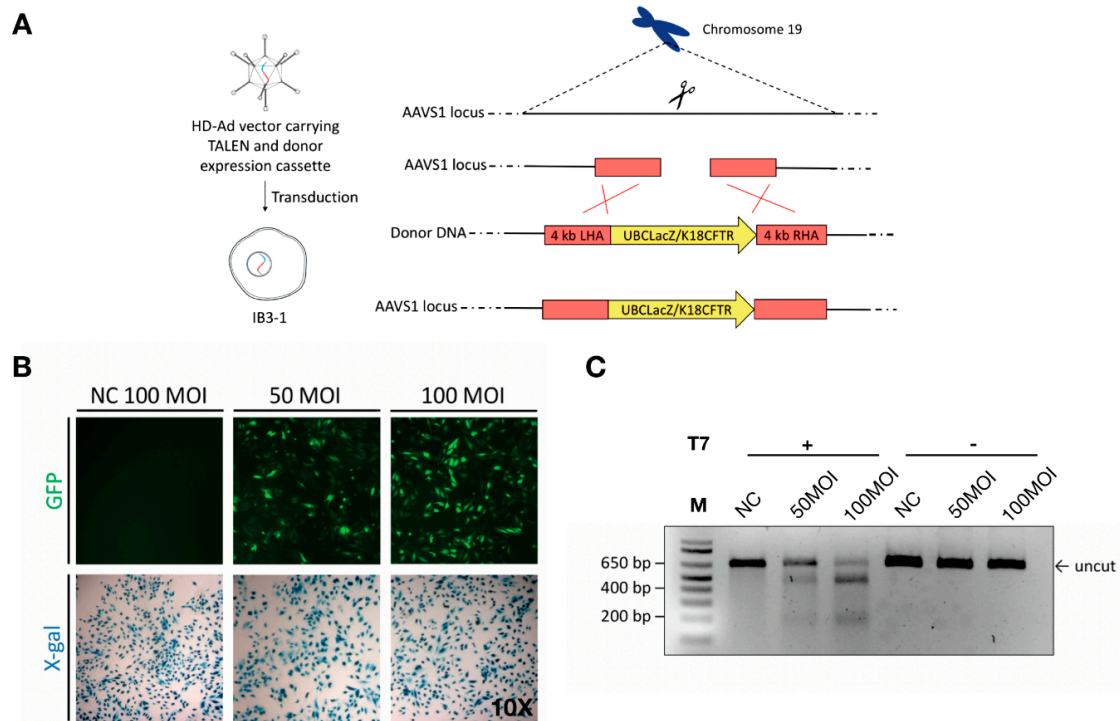 A
HD-Ad vector carrying
TALEN and donor
expression cassette
Transduction
IB3-1
Chromosome 19
AAVS1 locus
AAVS1 locus
Donor DNA
4 kb LHA
UBCLacZ/K18CFTR
4 kb RHA
AAVS1 locus
UBCLacZ/K18CFTR
B
NC 100 MOI
50 MOI
100 MOI
GFP
X-gal
10X
C
T7
+
-
M
NC
50MOI
100MOI
NC
50MOI
100MOI
650 bp
400 bp
200 bp
uncut